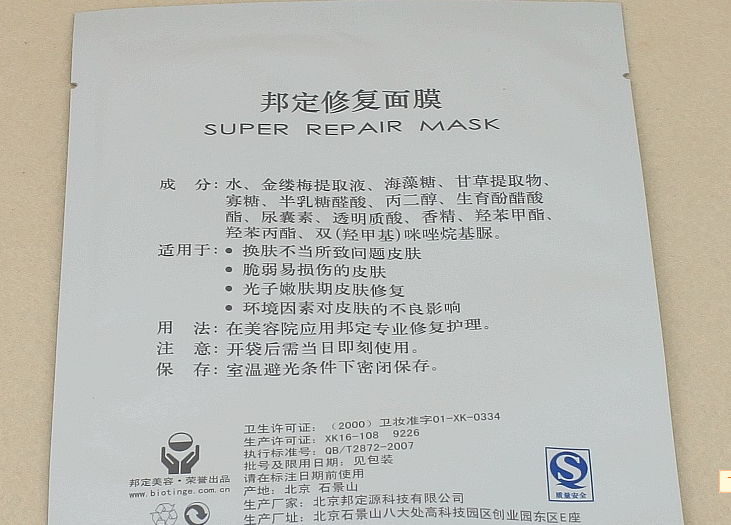 邦定修复面膜
SUPER REPAIR MASK
成 分：水、金缕梅提取液、海藻糖、甘草提取物、
寡糖、半乳糖醛酸、丙二醇、生育酚醋酸
酯、尿囊素、透明质酸、香精、羟苯甲酯、
羟苯丙酯、双(羟甲基)咪唑烷基脲。
适用于：● 换肤不当所致问题皮肤
● 脆弱易损伤的皮肤
● 光子嫩肤期皮肤修复
● 环境因素对皮肤的不良影响
用 法：在美容院应用邦定专业修复护理。
注 意：开袋后需当日即刻使用。
保 存：室温避光条件下密闭保存。
卫生许可证：（2000）卫妆准字01-XK-0334
生产许可证：XK16-108 9226
执行标准号：QB/T2872-2007
批号及限用日期：见包装
请在标注日期前使用
产地：北京 石景山
生产厂家：北京邦定源科技有限公司
生产厂址：北京石景山八大处高科技园区创业园东区E座
邦定美容·荣誉出品
www.biotinge.com.cn
质量安全